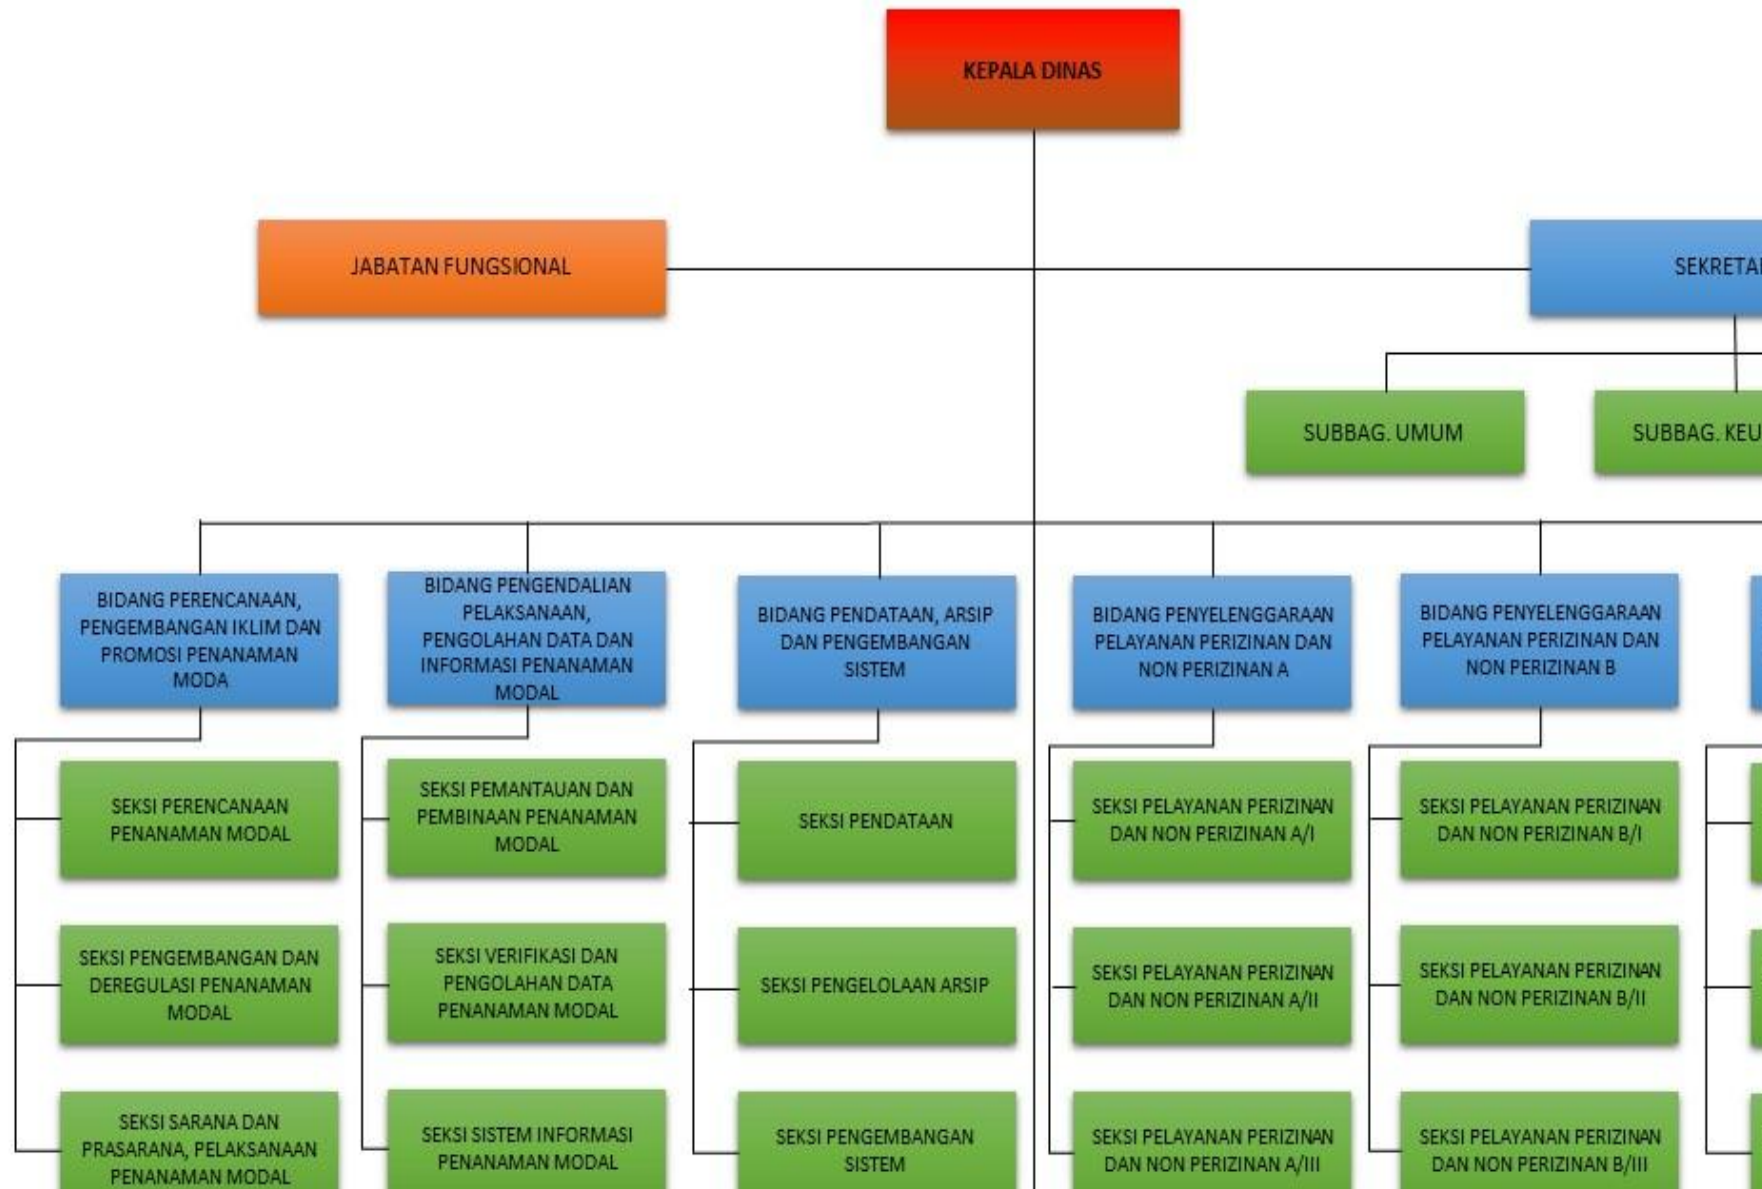 KEPALA DINAS
JABATAN FUNGSIONAL
SUBBAG. UMUM
SUBBAG.
BIDANG PERENCANAAN,
PENGEMBANGAN IKLIM DAN
PROMOSI PENANAMAN
MODA
BIDANG PENGENDALIAN
PELAKSANAAN,
PENGOLAHAN DATA DAN
INFORMASI PENANAMAN
MODAL
BIDANG PENDATAAN, ARSIP
DAN PENGEMBANGAN
SISTEM
BIDANG PENYELENGGARAAN
PELAYANAN PERIZINAN DAN
NON PERIZINAN A
BIDANG PENYELENGGARAAN
PELAYANAN PERIZINAN DAN
NON PERIZINAN B
SEKSI PERENCANAAN
PENANAMAN MODAL
SEKSI PEMANTAUAN DAN
PEMBINAAN PENANAMAN
MODAL
SEKSI PENDATAAN
SEKSI PELAYANAN PERIZINAN
DAN NON PERIZINAN A/I
SEKSI PELAYANAN PERIZINAN
DAN NON PERIZINAN B/I
SEKSI PENGEMBANGAN DAN
DEREGULASI PENANAMAN
MODAL
SEKSI VERIFIKASI DAN
PENGOLAHAN DATA
PENANAMAN MODAL
SEKSI PENGELOLAAN ARSIP
SEKSI PELAYANAN PERIZINAN
DAN NON PERIZINAN A/II
SEKSI PELAYANAN PERIZINAN
DAN NON PERIZINAN B/II
SEKSI SARANA DAN
PRASARANA, PELAKSANAAN
PENANAMAN MODAL
SEKSI SISTEM INFORMASI
PENANAMAN MODAL
SEKSI PENGEMBANGAN
SISTEM
SEKSI PELAYANAN PERIZINAN
DAN NON PERIZINAN A/III
SEKSI PELAYANAN PERIZINAN
DAN NON PERIZINAN B/III